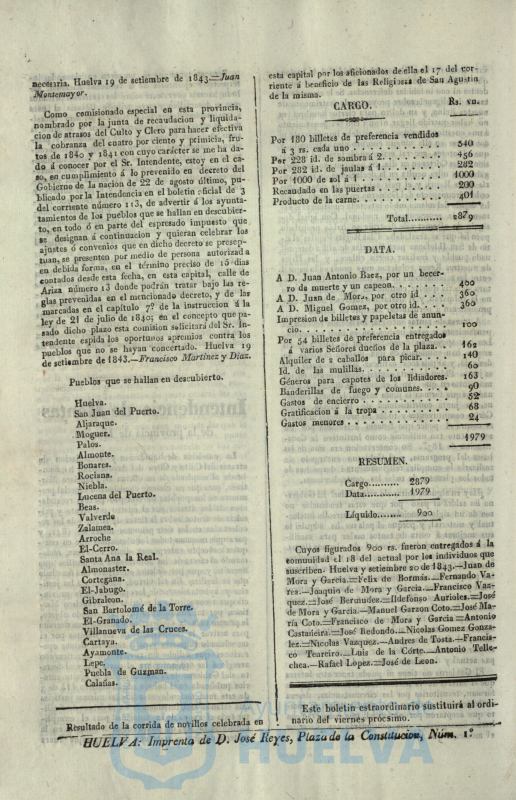 necesaria. Huelva 19 de setiembre de 1843.=Juan
Montemayor.
Como comisionado especial en esta provincia,
nombrado por la junta de recaudacion y liquida-
cion de atrasos del Culto y Clero para hacer efectiva
la cobranza del cuatro por ciento y primicia, fru-
tos de 1840 y 1841 con cuyo carácter se me ha da-
do á conocer por el Sr. Intendente, estoy en el ca-
so, en cumplimiento á lo prevenido en decreto del
Gobierno de la nacion de 22 de agosto último, pu-
blicado por la Intendencia en el boletin oficial de 3
del corriente número 113, de advertir á los ayunta-
tamientos de los pueblos que se hallan en descubier-
to, en todo ó en parte del espresado impuesto que
se designan á continuacion y quieran celebrar los
ajustes ó convenios que en dicho decreto se presep-
tuan, se presenten por medio de persona autorizada
en debida forma, en el término preciso de 15 dias
contados desde esta fecha, en esta capital, calle de
Ariza número 13 donde podrán tratar bajo las re-
glas prevenidas en el mencionado decreto, y de las
marcadas en el capítulo 7º de la instruccion á la
ley de 21 de julio de 1840; en el concepto que pa-
sado dicho plazo esta comision solicitará del Sr. In-
tendente espida los oportunos apremios contra los
pueblos que no se hayan concertado. Huelva 19
de setiembre de 1843.—Francisco Martinez y Diaz.
Pueblos que se hallan en descubierto.
Huelva.
San Juan del Puerto.
Aljaraque.
Moguer.
Palos.
Almonte.
Bonares.
Rociana.
Niebla.
Lucena del Puerto.
Beas.
Valverde
Zalamea.
Arroche
El-Cerro.
Santa Ana la Real.
Almonaster.
Cortegana.
El-Jabugo.
Gibraleon.
San Bartolomé de la Torre.
El-Granado.
Villanueva de las Cruces.
Cartaya.
Ayamonte.
Lepe.
Puebla de Guzman.
Calañas.
Resultado de la corrida de novillos celebrada en
esta capital por los aficionados de ella el 17 del cor-
riente á beneficio de las Religiosas de San Agustin
de la misma.
CARGO. Rs. vn.
Por 180 billetes de preferencia vendidos
á 3 rs. cada uno . . . . . . . . 540
Por 228 id. de sombra á 2. . . . . . . 456
Por 282 id. de jaulas á 1. . . . . . . 282
Por 1000 de sol á 1 . . . . . . . . 1000
Recaudado en las puertas . . . . . . 200
Producto de la carne. . . . . . . . . 401
Total........... 2879
DATA.
A D. Juan Antonio Baez, por un becer-
ro de muerte y un capeon. . . . . . 400
A D. Juan de Mora, por otro id . . . 360
A D. Miguel Gomez, por otro id. . . . 360
Impresion de billetes y papeletas de anun-
cio. . . . . . . . . . . . . . . 100
Por 54 billetes de preferencia entregados
á varios Señores dueños de la plaza. . 162
Alquiler de 2 caballos para picar. . . . 140
Id. de las mulillas. . . . . . . . . . 60
Géneros para capotes de los lidiadores. 163
Banderillas de fuego y comunes. . . . 90
Gastos de encierro . . . . . . . . . 52
Gratificacion á la tropa . . . . . . . 68
Gastos menores . . . . . . . . . . . 24
1979
RESUMEN.
Cargo.......... 2879
Data............ 1979
Líquido........ 900
Cuyos figurados 900 rs. fueron entregados á la
comunidad el 18 del actual por los individuos que
suscriben. Huelva y setiembre 20 de 1843.—Juan de
Mora y Garcia.=Felix de Bormás.=Fernando Va-
rea.—Joaquin de Mora y Garcia.—Francisco Vaz-
quez.=José Bermudez.=Ildefonso Aurioles.=José
de Mora y Garcia.—Manuel Garzon Coto.=José Ma-
ría Coto.=Francisco de Mora y Garcia=Antonio
Castañeira.=José Redondo.=Nicolas Gomez Gonza-
lez.=Nicolas Vazquez.—Andres de Tosta.—Francis-
co Tearciro.—Luis de la Córte.—Antonio Telle-
chea.—Rafael Lopez.=José de Leon.
Este boletin estraordinario sustituirá al ordi-
nario del viernes prócsimo.
HUELVA: Imprenta de D. José Reyes, Plaza de la Constitucion, Núm. 1º
HUELVA